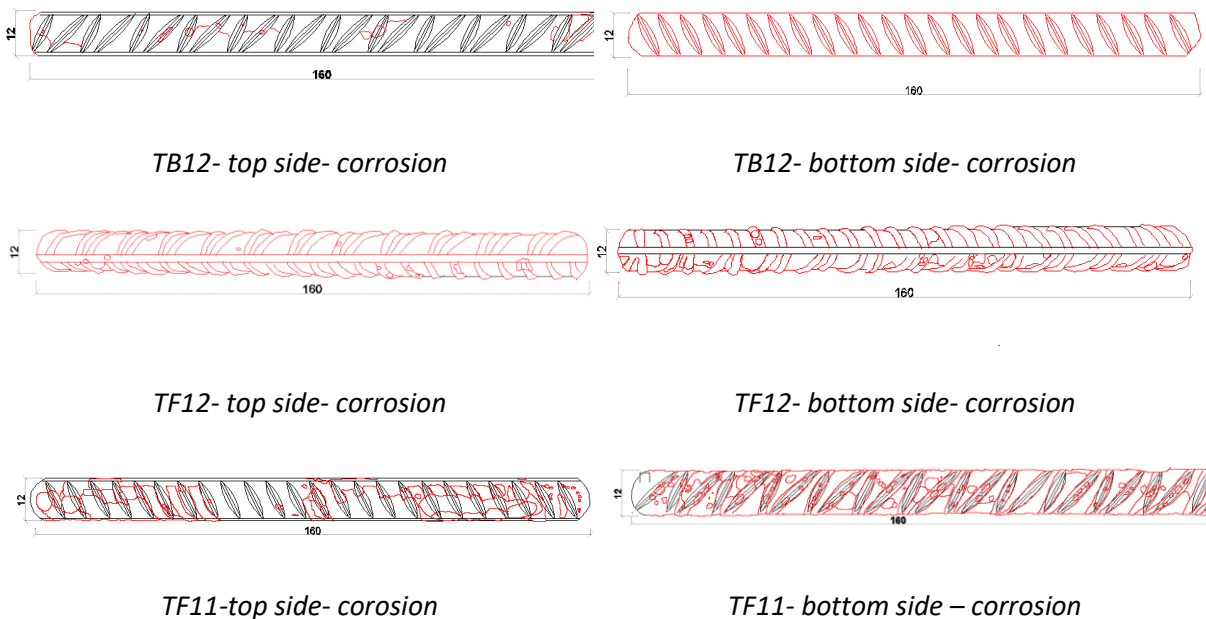 12
160
TB12- top side- corrosion
12
160
TB12- bottom side- corrosion
12
160
TF12- top side- corrosion
12
160
TF12- bottom side- corrosion
12
160
TF11-top side- corosion
12
160
TF11- bottom side – corrosion